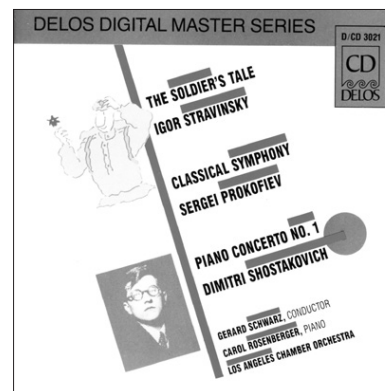 DELOS DIGITAL MASTER SERIES
D/CD 3021
CD
DELOS
THE SOLDIER'S TALE
IGOR STRAVINSKY
CLASSICAL SYMPHONY
SERGEI PROKOFIEV
PIANO CONCERTO NO. 1
DIMITRI SHOSTAKOVICH
GERARD SCHWARZ, CONDUCTOR
CAROL ROSENBERGER, PIANO
LOS ANGELES CHAMBER ORCHESTRA